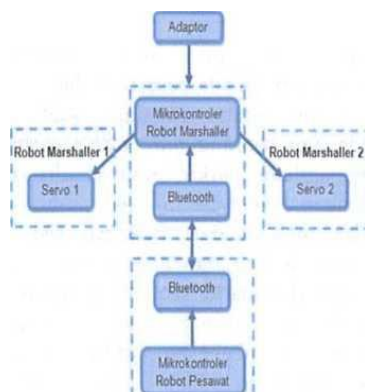 Adaptor
Mikrokontroler
Robot Marshaller
Robot Marshaller 1
Robot Marshaller 2
Servo 1
Bluetooth
Servo 2
Bluetooth
Mikrokontroler
Robot Pesawat